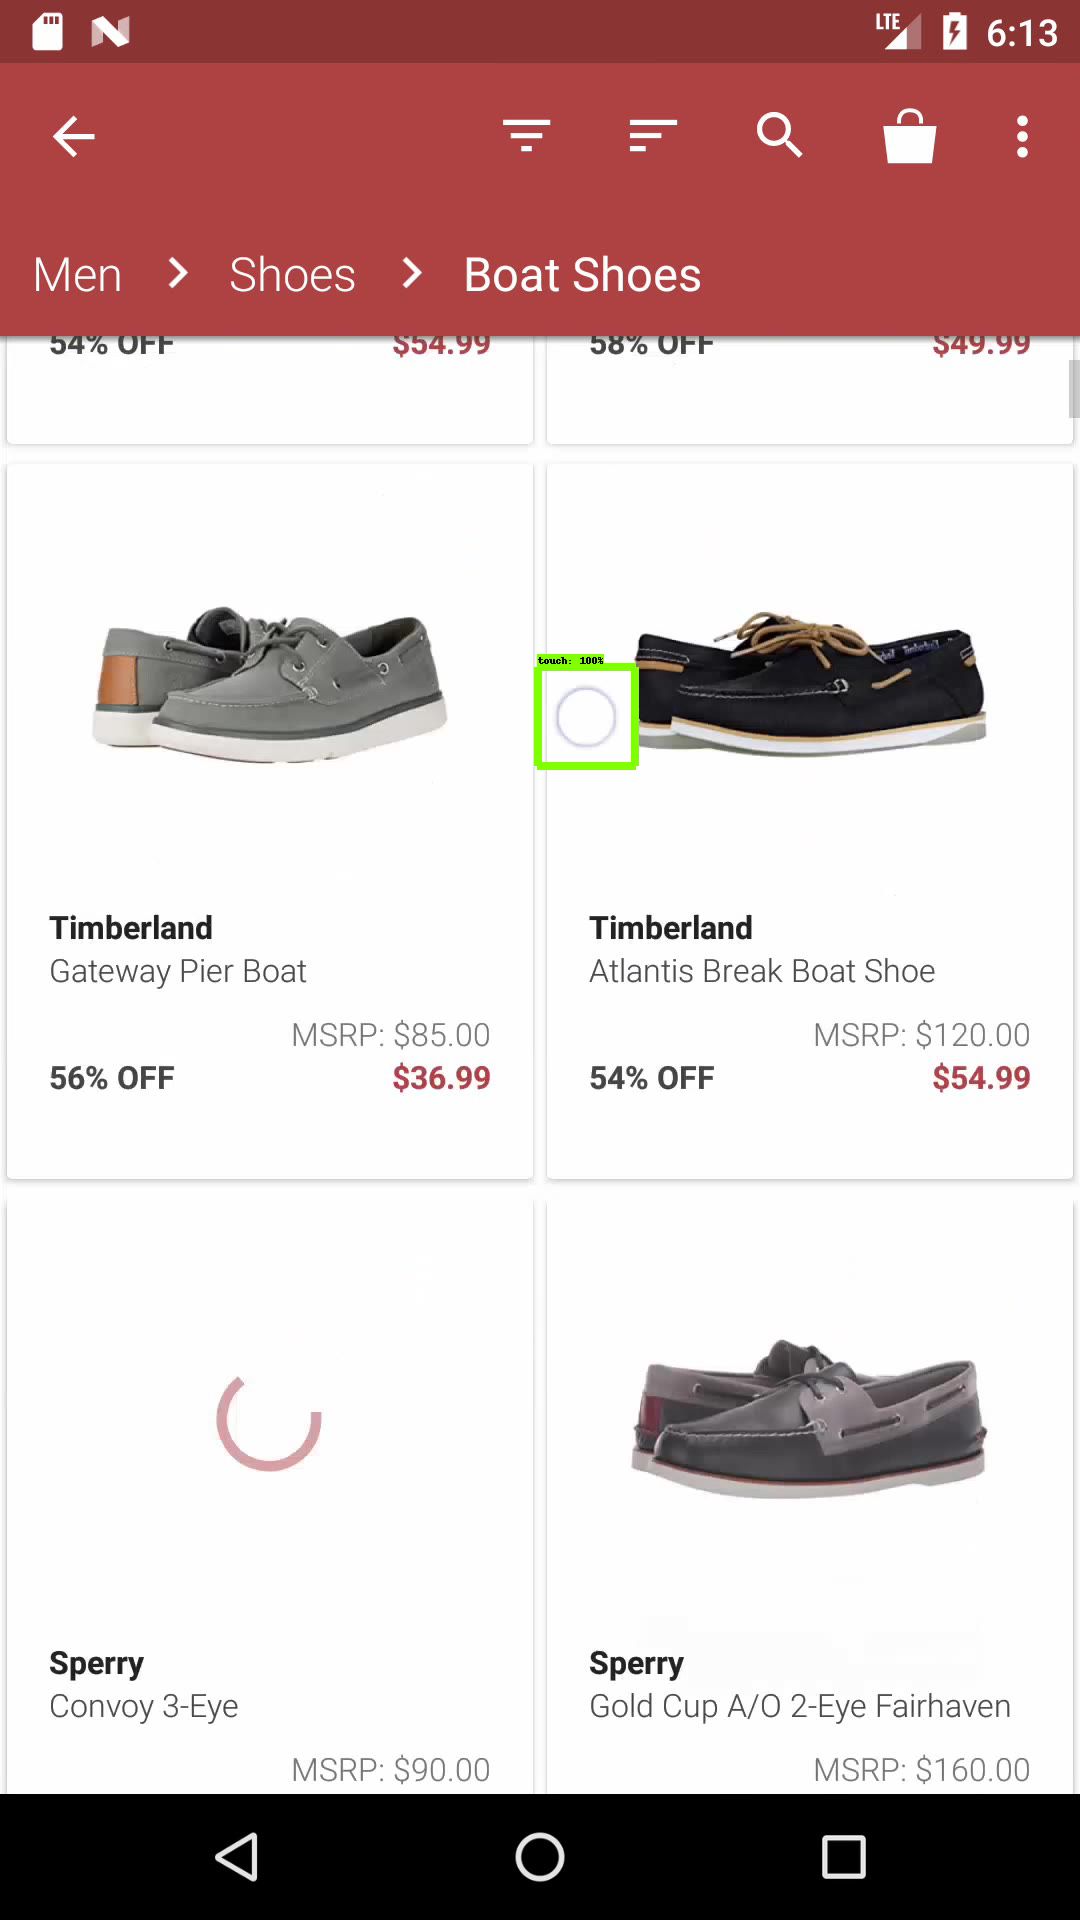 LTE 6:13
Men > Shoes > Boat Shoes
54% OFF $54.99
58% OFF $49.99
touch: 100%
Timberland
Gateway Pier Boat
MSRP: $85.00
56% OFF $36.99
Timberland
Atlantis Break Boat Shoe
MSRP: $120.00
54% OFF $54.99
Sperry
Convoy 3-Eye
MSRP: $90.00
Sperry
Gold Cup A/O 2-Eye Fairhaven
MSRP: $160.00